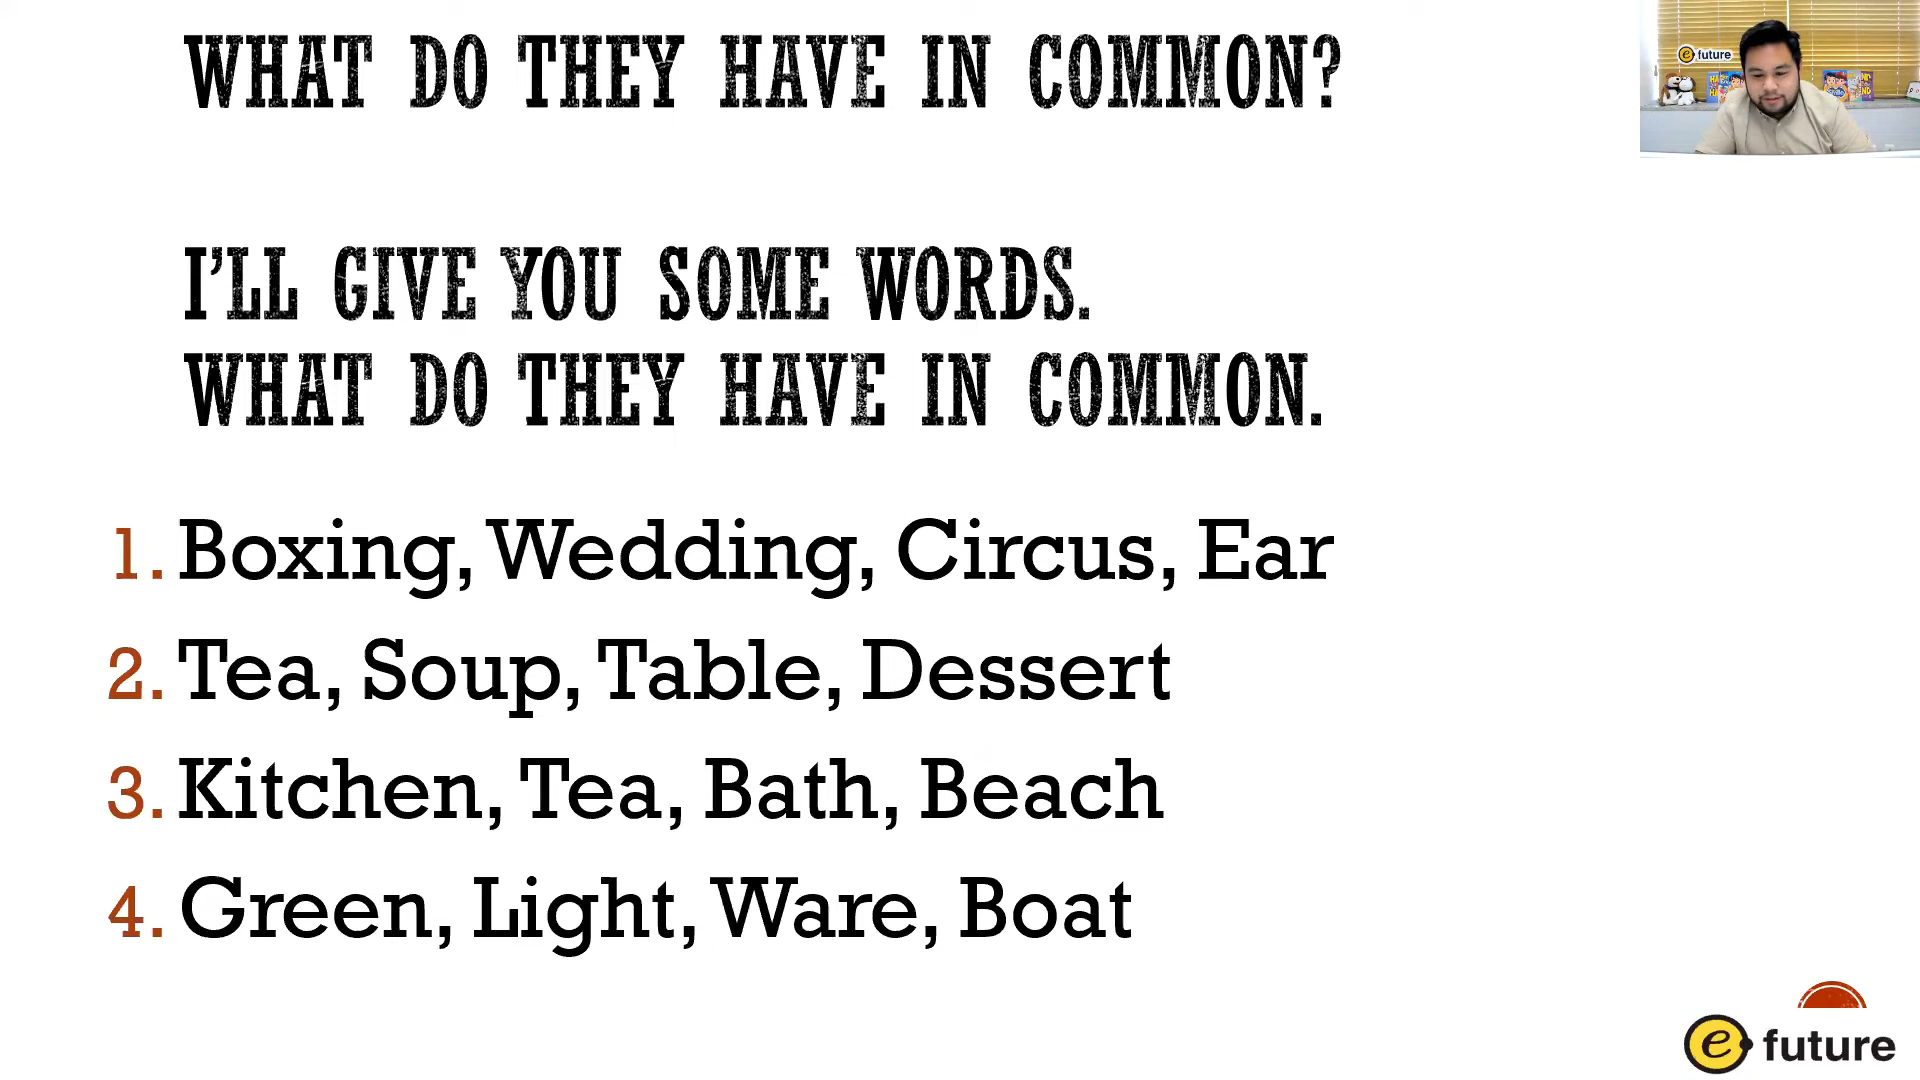 WHAT DO THEY HAVE IN COMMON?
I'LL GIVE YOU SOME WORDS.
WHAT DO THEY HAVE IN COMMON.
1. Boxing, Wedding, Circus, Ear
2. Tea, Soup, Table, Dessert
3. Kitchen, Tea, Bath, Beach
4. Green, Light, Ware, Boat
e future
e future